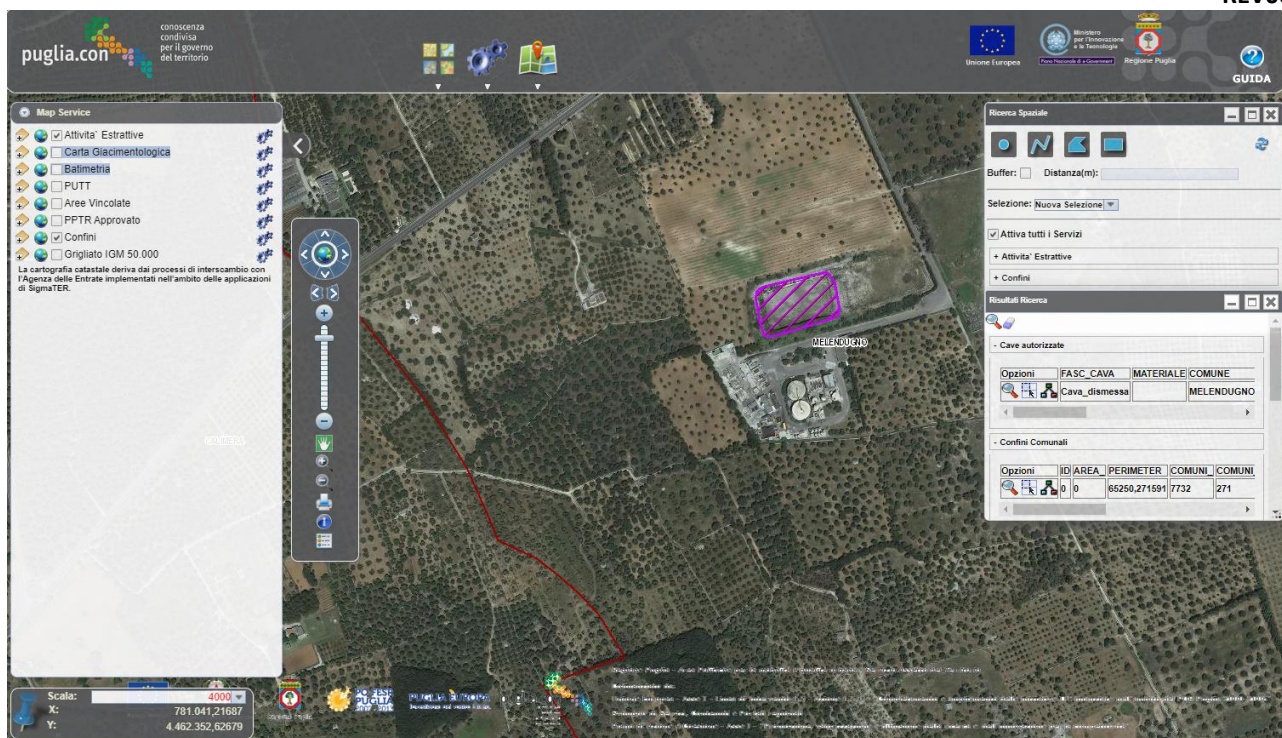 puglia.con
conoscenza
condivisa
per il governo
del territorio
Unione Europea
Ministero
per l'Innovazione
e le Tecnologie
Piano Nazionale di e-Government
Regione Puglia
GUIDA
Map Service
Attivita` Estrattive
Carta Giacimentologica
Batimetria
PUTT
Aree Vincolate
PPTR Approvato
Confini
Grigliato IGM 50.000
La cartografia catastale deriva dai processi di interscambio con
l'Agenzia delle Entrate implementati nell'ambito delle applicazioni
di SigmaTER.
MELENDUGNO
Ricerca Spaziale
Buffer: Distanza(m):
Selezione: Nuova Selezione
Attiva tutti i Servizi
+ Attivita` Estrattive
+ Confini
Risultati Ricerca
- Cave autorizzate
Opzioni FASC_CAVA MATERIALE COMUNE
Cava_dismessa MELENDUGNO
- Confini Comunali
Opzioni ID AREA_ PERIMETER COMUNI_ COMUNI
0 0 65250,271591 7732 271
Scala: 4000
X: 781.041,21687
Y: 4.462.352,62679
PUGLIA EUROPA